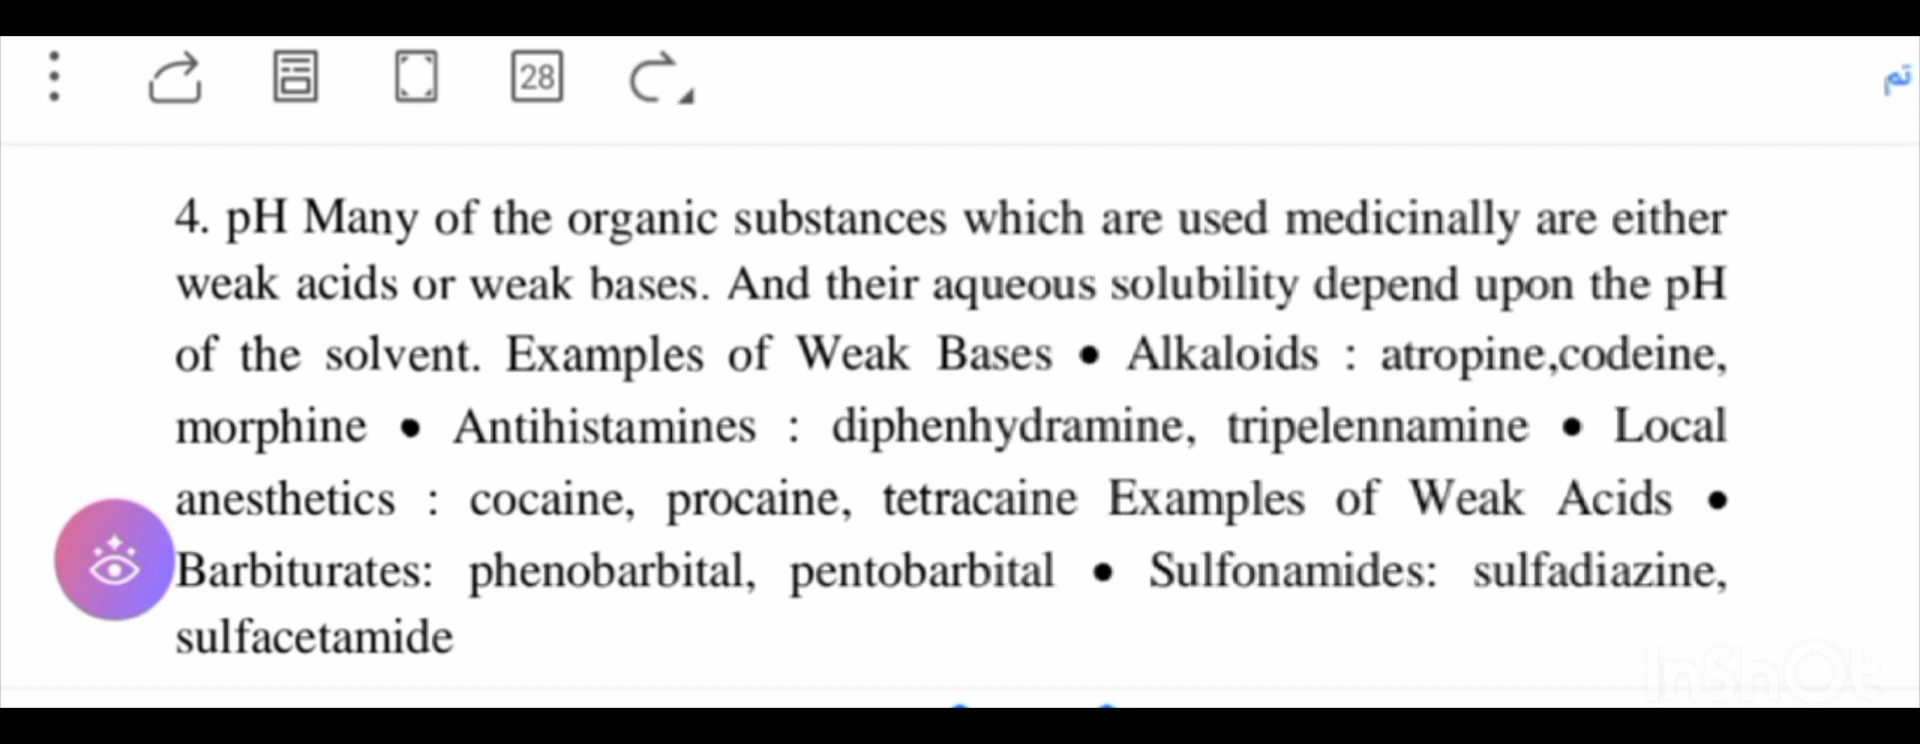 28
تم
4. pH Many of the organic substances which are used medicinally are either
weak acids or weak bases. And their aqueous solubility depend upon the pH
of the solvent. Examples of Weak Bases • Alkaloids : atropine,codeine,
morphine • Antihistamines : diphenhydramine, tripelennamine • Local
anesthetics : cocaine, procaine, tetracaine Examples of Weak Acids •
Barbiturates: phenobarbital, pentobarbital • Sulfonamides: sulfadiazine,
sulfacetamide
InShOt